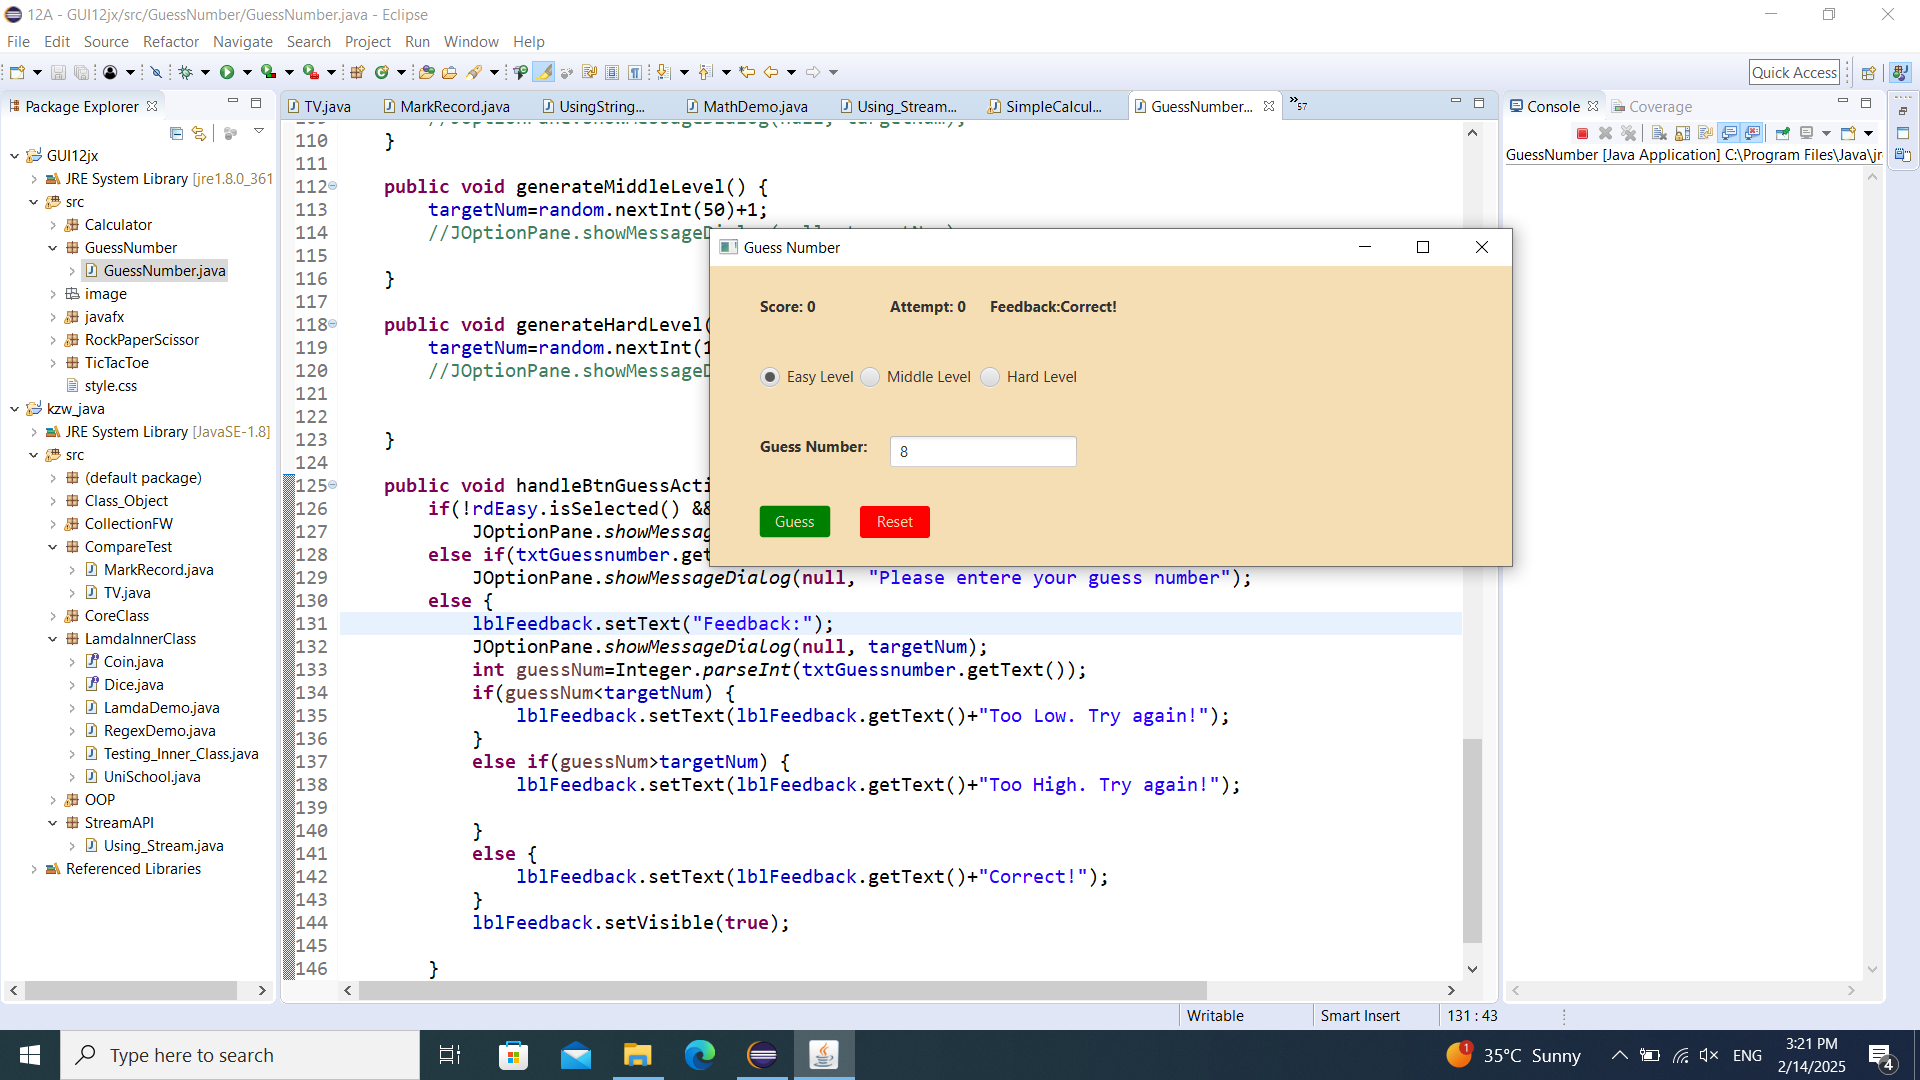 12A - GUI12jx/src/GuessNumber/GuessNumber.java - Eclipse
File Edit Source Refactor Navigate Search Project Run Window Help
Quick Access
Package Explorer
GUI12jx
JRE System Library [jre1.8.0_361
src
Calculator
GuessNumber
GuessNumber.java
image
javafx
RockPaperScissor
TicTacToe
style.css
kzw_java
JRE System Library [JavaSE-1.8]
src
(default package)
Class_Object
CollectionFW
CompareTest
MarkRecord.java
TV.java
CoreClass
LamdaInnerClass
Coin.java
Dice.java
LamdaDemo.java
RegexDemo.java
Testing_Inner_Class.java
UniSchool.java
OOP
StreamAPI
Using_Stream.java
Referenced Libraries
TV.java MarkRecord.java UsingString... MathDemo.java Using_Stream... SimpleCalcul... GuessNumber... »57
110 }
111
112 public void generateMiddleLevel() {
113 targetNum=random.nextInt(50)+1;
114 //JOptionPane.showMessageD
115
116 }
117
118 public void generateHardLevel(
119 targetNum=random.nextInt(1
120 //JOptionPane.showMessageD
121
122
123 }
124
125 public void handleBtnGuessActi
126 if(!rdEasy.isSelected() &&
127 JOptionPane.showMessag
128 else if(txtGuessnumber.get
129 JOptionPane.showMessageDialog(null, "Please entere your guess number");
130 else {
131 lblFeedback.setText("Feedback:");
132 JOptionPane.showMessageDialog(null, targetNum);
133 int guessNum=Integer.parseInt(txtGuessnumber.getText());
134 if(guessNum<targetNum) {
135 lblFeedback.setText(lblFeedback.getText()+"Too Low. Try again!");
136 }
137 else if(guessNum>targetNum) {
138 lblFeedback.setText(lblFeedback.getText()+"Too High. Try again!");
139
140 }
141 else {
142 lblFeedback.setText(lblFeedback.getText()+"Correct!");
143 }
144 lblFeedback.setVisible(true);
145
146 }
Guess Number
Score: 0 Attempt: 0 Feedback:Correct!
Easy Level Middle Level Hard Level
Guess Number: 8
Guess Reset
Console Coverage
GuessNumber [Java Application] C:\Program Files\Java\jr
Writable Smart Insert 131 : 43
Type here to search
1
35°C Sunny
ENG
3:21 PM
2/14/2025
4